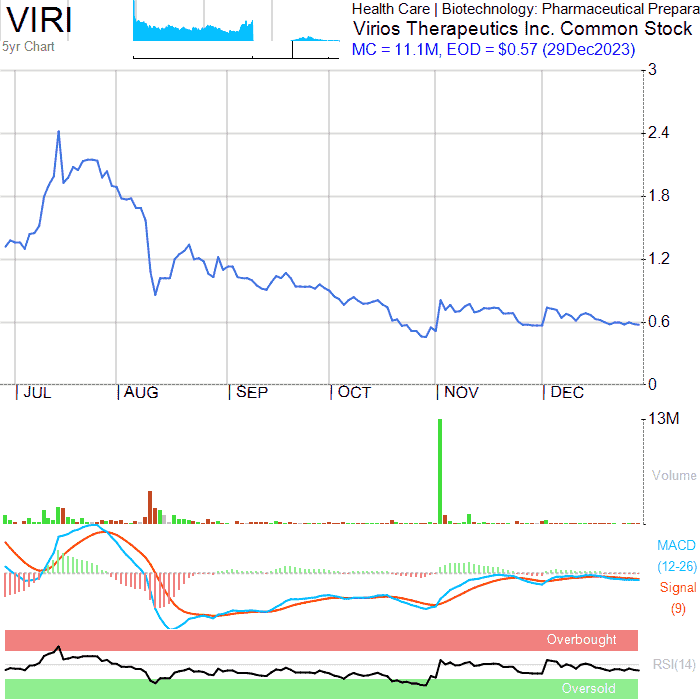 VIRI
5yr Chart
Health Care | Biotechnology: Pharmaceutical Prepara
Virios Therapeutics Inc. Common Stock
MC = 11.1M, EOD = $0.57 (29Dec2023)
3
2.4
1.8
1.2
0.6
0
JUL AUG SEP OCT NOV DEC
13M
Volume
MACD
(12-26)
Signal
(9)
Overbought
RSI(14)
Oversold